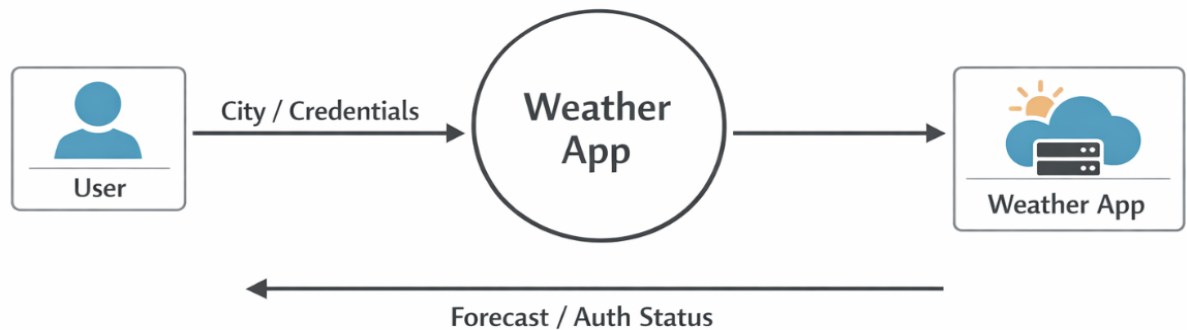 City / Credentials
User
Weather
App
Weather App
Forecast / Auth Status